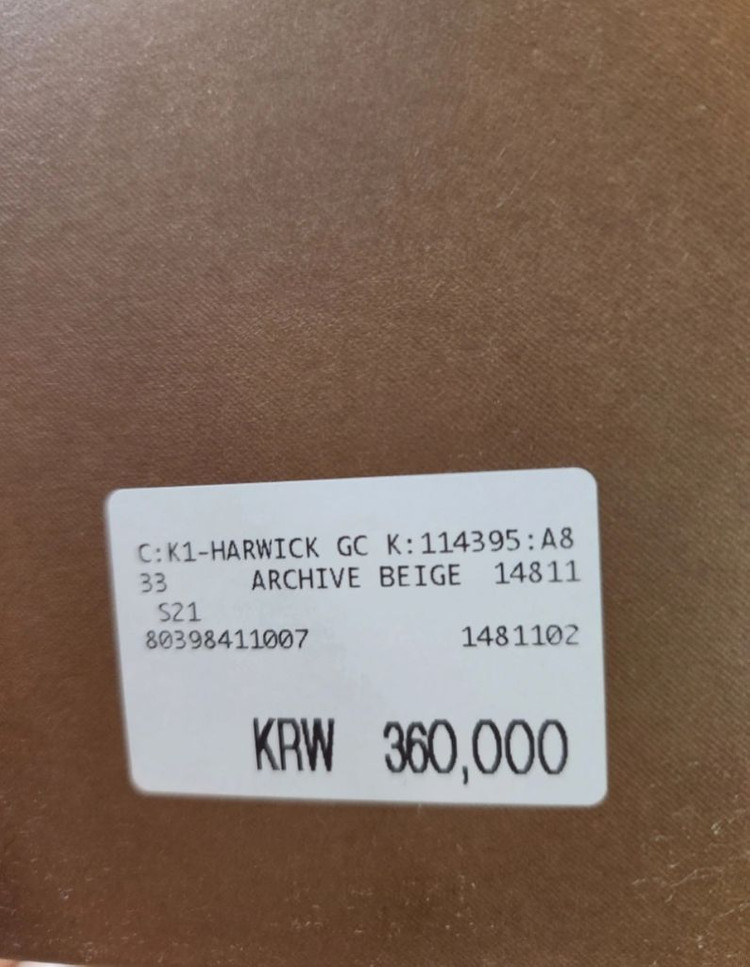 C:K1-HARWICK GC K:114395:A8
33 ARCHIVE BEIGE 14811
S21
80398411007 1481102
KRW 360,000